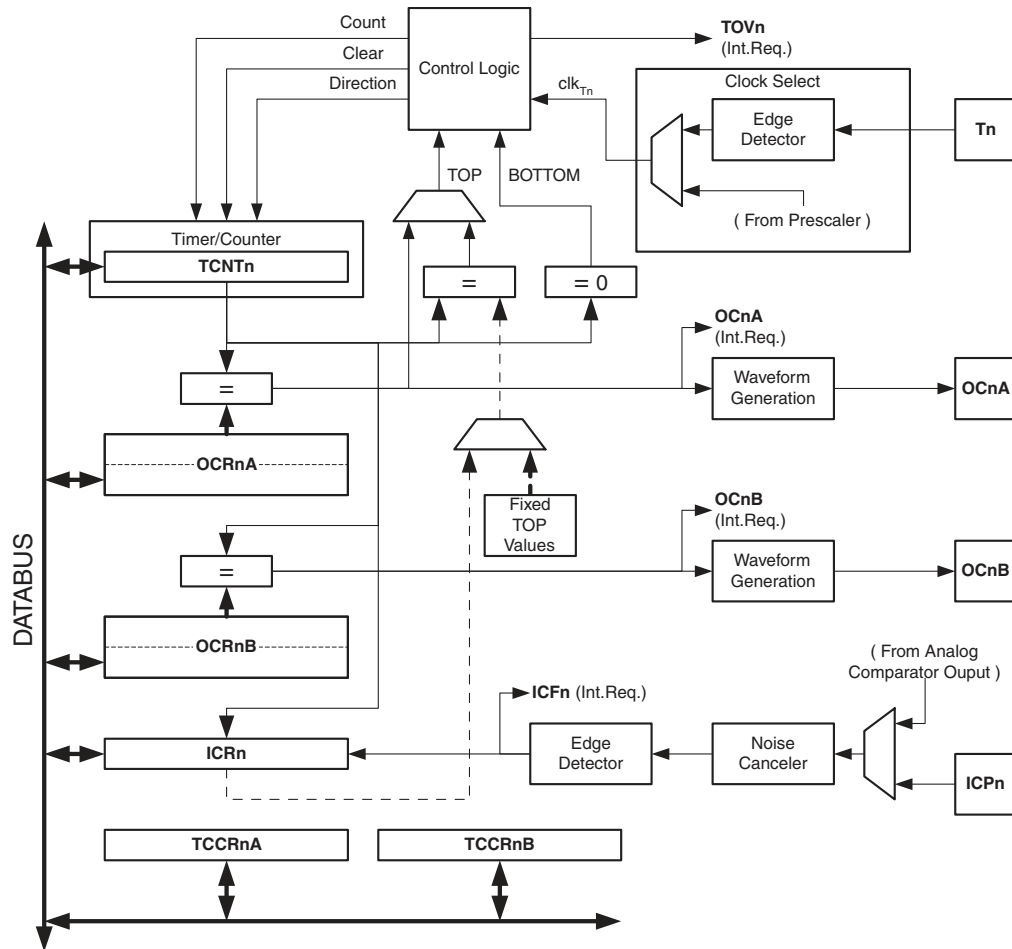 Count
Clear
Direction
Control Logic
TOVn
(Int.Req.)
clkTn
Clock Select
Edge
Detector
Tn
( From Prescaler )
TOP
BOTTOM
Timer/Counter
TCNTn
=
= 0
OCnA
(Int.Req.)
=
Waveform
Generation
OCnA
OCRnA
Fixed
TOP
Values
OCnB
(Int.Req.)
=
Waveform
Generation
OCnB
OCRnB
DATABUS
( From Analog
Comparator Ouput )
ICFn (Int.Req.)
ICRn
Edge
Detector
Noise
Canceler
ICPn
TCCRnA
TCCRnB